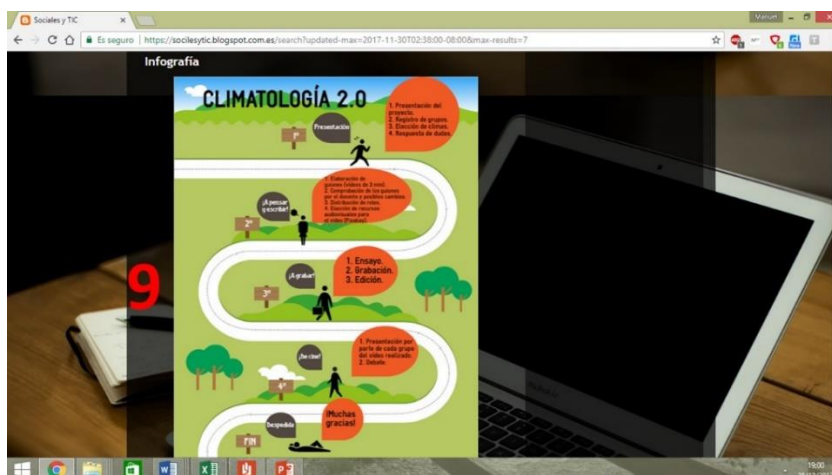 Sociales y TIC
Es seguro
https://socilesytic.blogspot.com.es/search?updated-max=2017-11-30T02:38:00-08:00&max-results=7
Infografía
CLIMATOLOGÍA 2.0
1. Presentación del
proyecto.
2. Registro de grupos.
3. Elección de climas.
4. Respuesta de dudas.
Presentación
1º
1. Elaboración de
guiones (vídeos de 3 min).
2. Comprobación de los guiones
por el docente y posibles cambios.
3. Distribución de roles.
4. Elección de recursos
audiovisuales para
el vídeo (Pixabay).
¡A pensar
y escribir!
2º
1. Ensayo.
2. Grabación.
3. Edición.
¡A grabar!
3º
9
1. Presentación por
parte de cada grupo
del vídeo realizado.
2. Debate.
¡De cine!
4º
¡Muchas
gracias!
Despedida
FIN
19:00